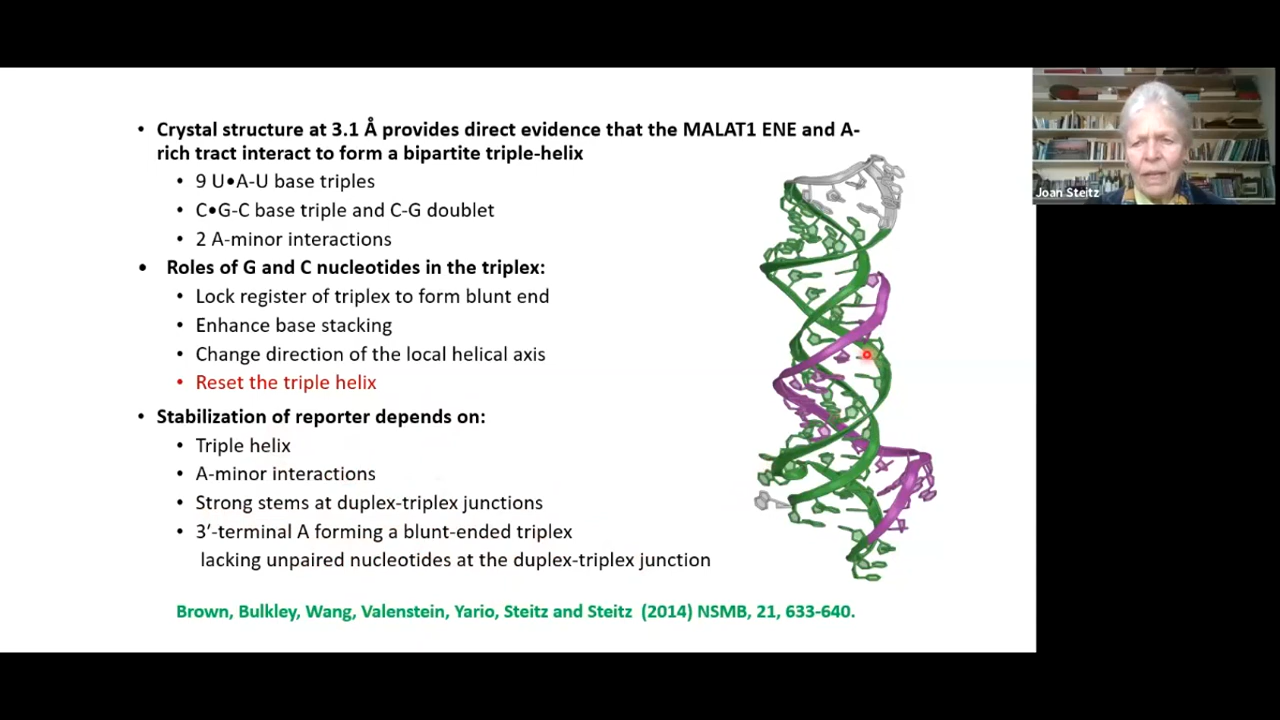 • Crystal structure at 3.1 Å provides direct evidence that the MALAT1 ENE and A-
rich tract interact to form a bipartite triple-helix
• 9 U•A-U base triples
• C•G-C base triple and C-G doublet
• 2 A-minor interactions
• Roles of G and C nucleotides in the triplex:
• Lock register of triplex to form blunt end
• Enhance base stacking
• Change direction of the local helical axis
• Reset the triple helix
• Stabilization of reporter depends on:
• Triple helix
• A-minor interactions
• Strong stems at duplex-triplex junctions
• 3′-terminal A forming a blunt-ended triplex
lacking unpaired nucleotides at the duplex-triplex junction
Brown, Bulkley, Wang, Valenstein, Yario, Steitz and Steitz (2014) NSMB, 21, 633-640.
Joan Steitz